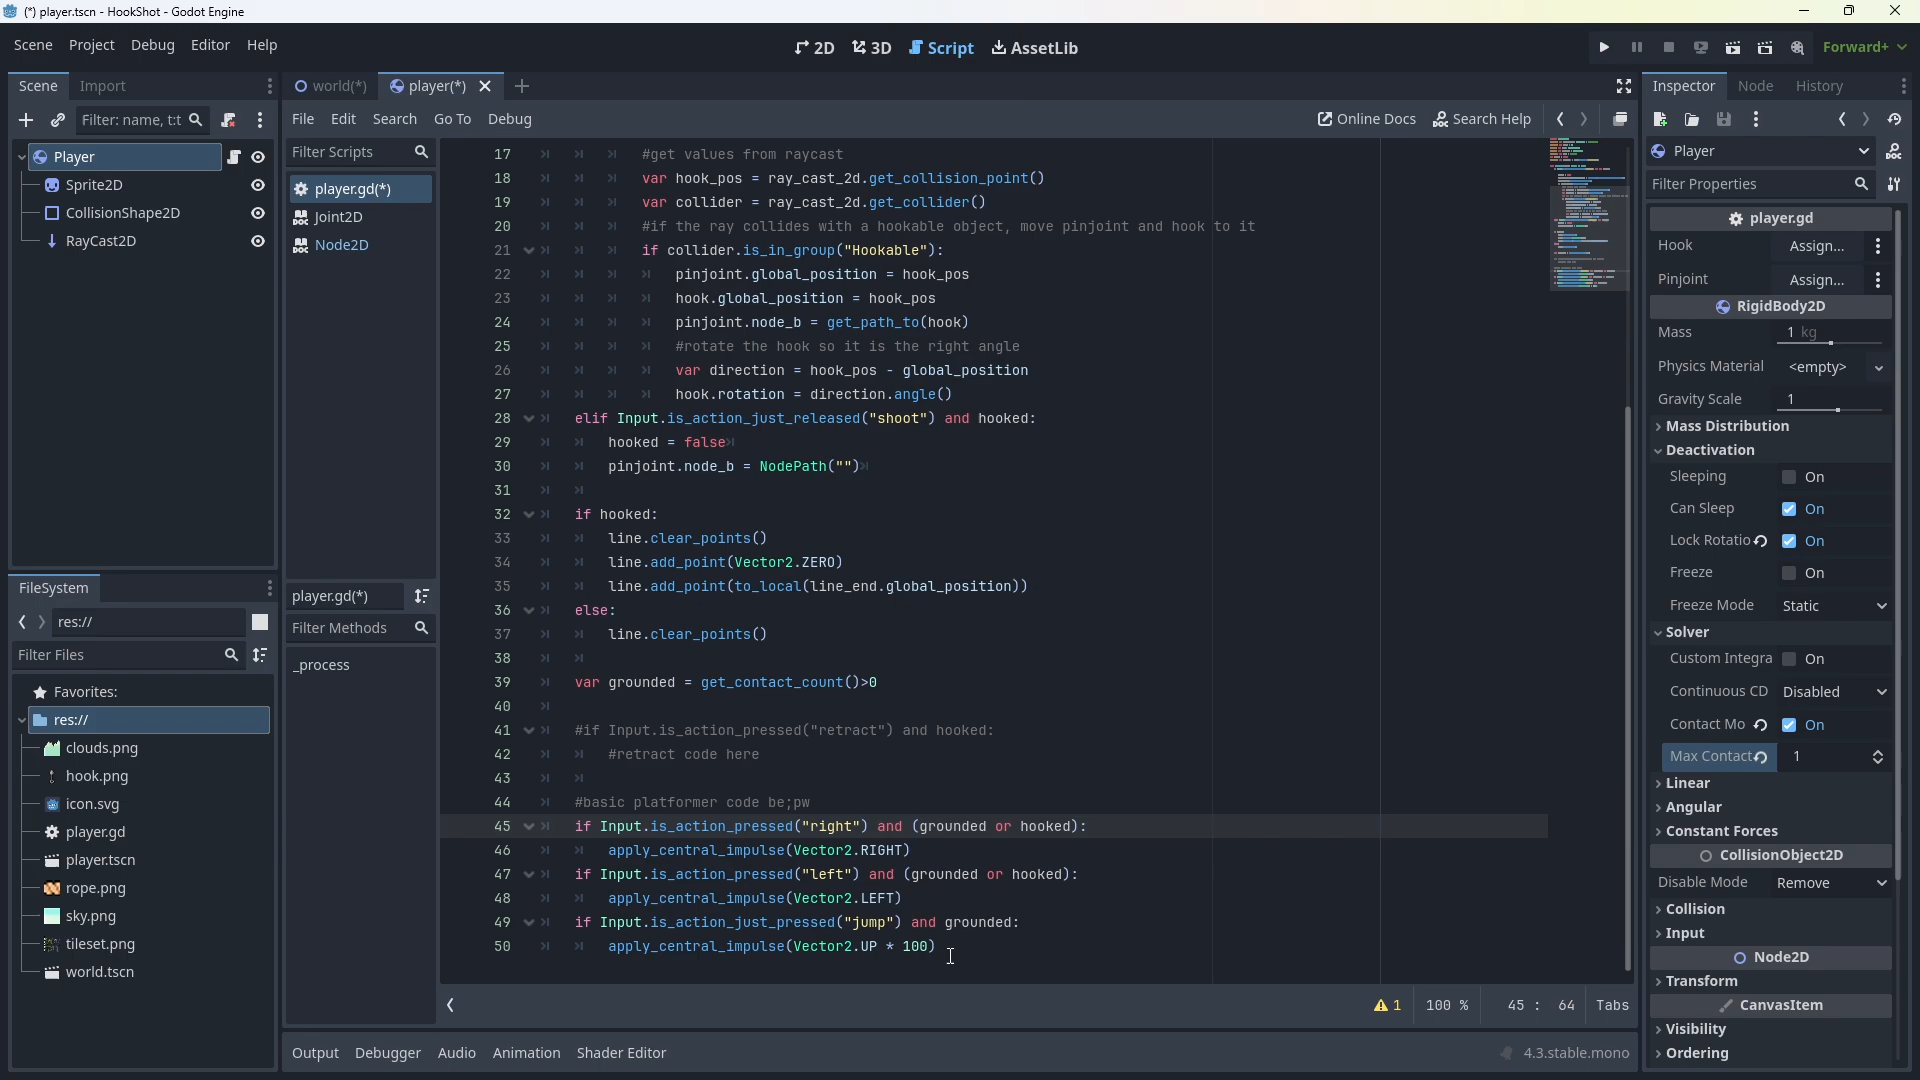 (*) player.tscn - HookShot - Godot Engine
Scene Project Debug Editor Help
2D 3D Script AssetLib
Forward+
Scene Import
Filter: name, t:t
Player
Sprite2D
CollisionShape2D
RayCast2D
FileSystem
res://
Filter Files
Favorites:
res://
clouds.png
hook.png
icon.svg
player.gd
player.tscn
rope.png
sky.png
tileset.png
world.tscn
world(*) player(*)
File Edit Search Go To Debug
Online Docs Search Help
Filter Scripts
player.gd(*)
Joint2D
Node2D
player.gd(*)
Filter Methods
_process
17 #get values from raycast
18 var hook_pos = ray_cast_2d.get_collision_point()
19 var collider = ray_cast_2d.get_collider()
20 #if the ray collides with a hookable object, move pinjoint and hook to it
21 if collider.is_in_group("Hookable"):
22 pinjoint.global_position = hook_pos
23 hook.global_position = hook_pos
24 pinjoint.node_b = get_path_to(hook)
25 #rotate the hook so it is the right angle
26 var direction = hook_pos - global_position
27 hook.rotation = direction.angle()
28 elif Input.is_action_just_released("shoot") and hooked:
29 hooked = false
30 pinjoint.node_b = NodePath("")
31
32 if hooked:
33 line.clear_points()
34 line.add_point(Vector2.ZERO)
35 line.add_point(to_local(line_end.global_position))
36 else:
37 line.clear_points()
38
39 var grounded = get_contact_count()>0
40
41 #if Input.is_action_pressed("retract") and hooked:
42 #retract code here
43
44 #basic platformer code be;pw
45 if Input.is_action_pressed("right") and (grounded or hooked):
46 apply_central_impulse(Vector2.RIGHT)
47 if Input.is_action_pressed("left") and (grounded or hooked):
48 apply_central_impulse(Vector2.LEFT)
49 if Input.is_action_just_pressed("jump") and grounded:
50 apply_central_impulse(Vector2.UP * 100)
1 100 % 45 : 64 Tabs
Output Debugger Audio Animation Shader Editor
4.3.stable.mono
Inspector Node History
Player
Filter Properties
player.gd
Hook Assign...
Pinjoint Assign...
RigidBody2D
Mass 1 kg
Physics Material <empty>
Gravity Scale 1
Mass Distribution
Deactivation
Sleeping On
Can Sleep On
Lock Rotatio On
Freeze On
Freeze Mode Static
Solver
Custom Integra On
Continuous CD Disabled
Contact Mo On
Max Contact 1
Linear
Angular
Constant Forces
CollisionObject2D
Disable Mode Remove
Collision
Input
Node2D
Transform
CanvasItem
Visibility
Ordering